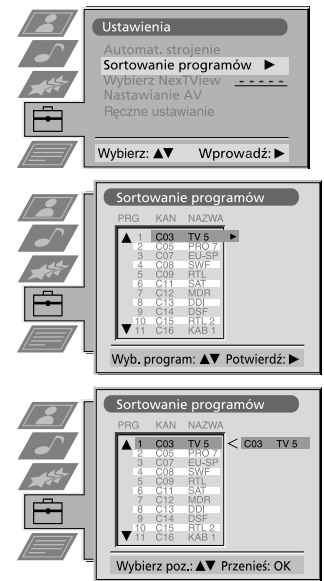 Ustawienia
Automat. strojenie
Sortowanie programów ▶
Wybierz NexTView - - - - -
Nastawianie AV
Ręczne ustawianie
Wybierz: ▲▼ Wprowadź: ▶
Sortowanie programów
PRG KAN NAZWA
▲ 1 C03 TV 5 ▶
2 C05 PRO 7
3 C07 EU-SP
4 C08 SWF
5 C09 RTL
6 C11 SAT
7 C12 MDR
8 C13 DDI
9 C14 DSF
10 C15 RTL 2
▼ 11 C16 KAB 1
Wyb. program: ▲▼ Potwierdź: ▶
Sortowanie programów
PRG KAN NAZWA
▲ 1 C03 TV 5 < C03 TV 5
2 C05 PRO 7
3 C07 EU-SP
4 C08 SWF
5 C09 RTL
6 C11 SAT
7 C12 MDR
8 C13 DDI
9 C14 DSF
10 C15 RTL 2
▼ 11 C16 KAB 1
Wybierz poz.: ▲▼ Przenieś: OK